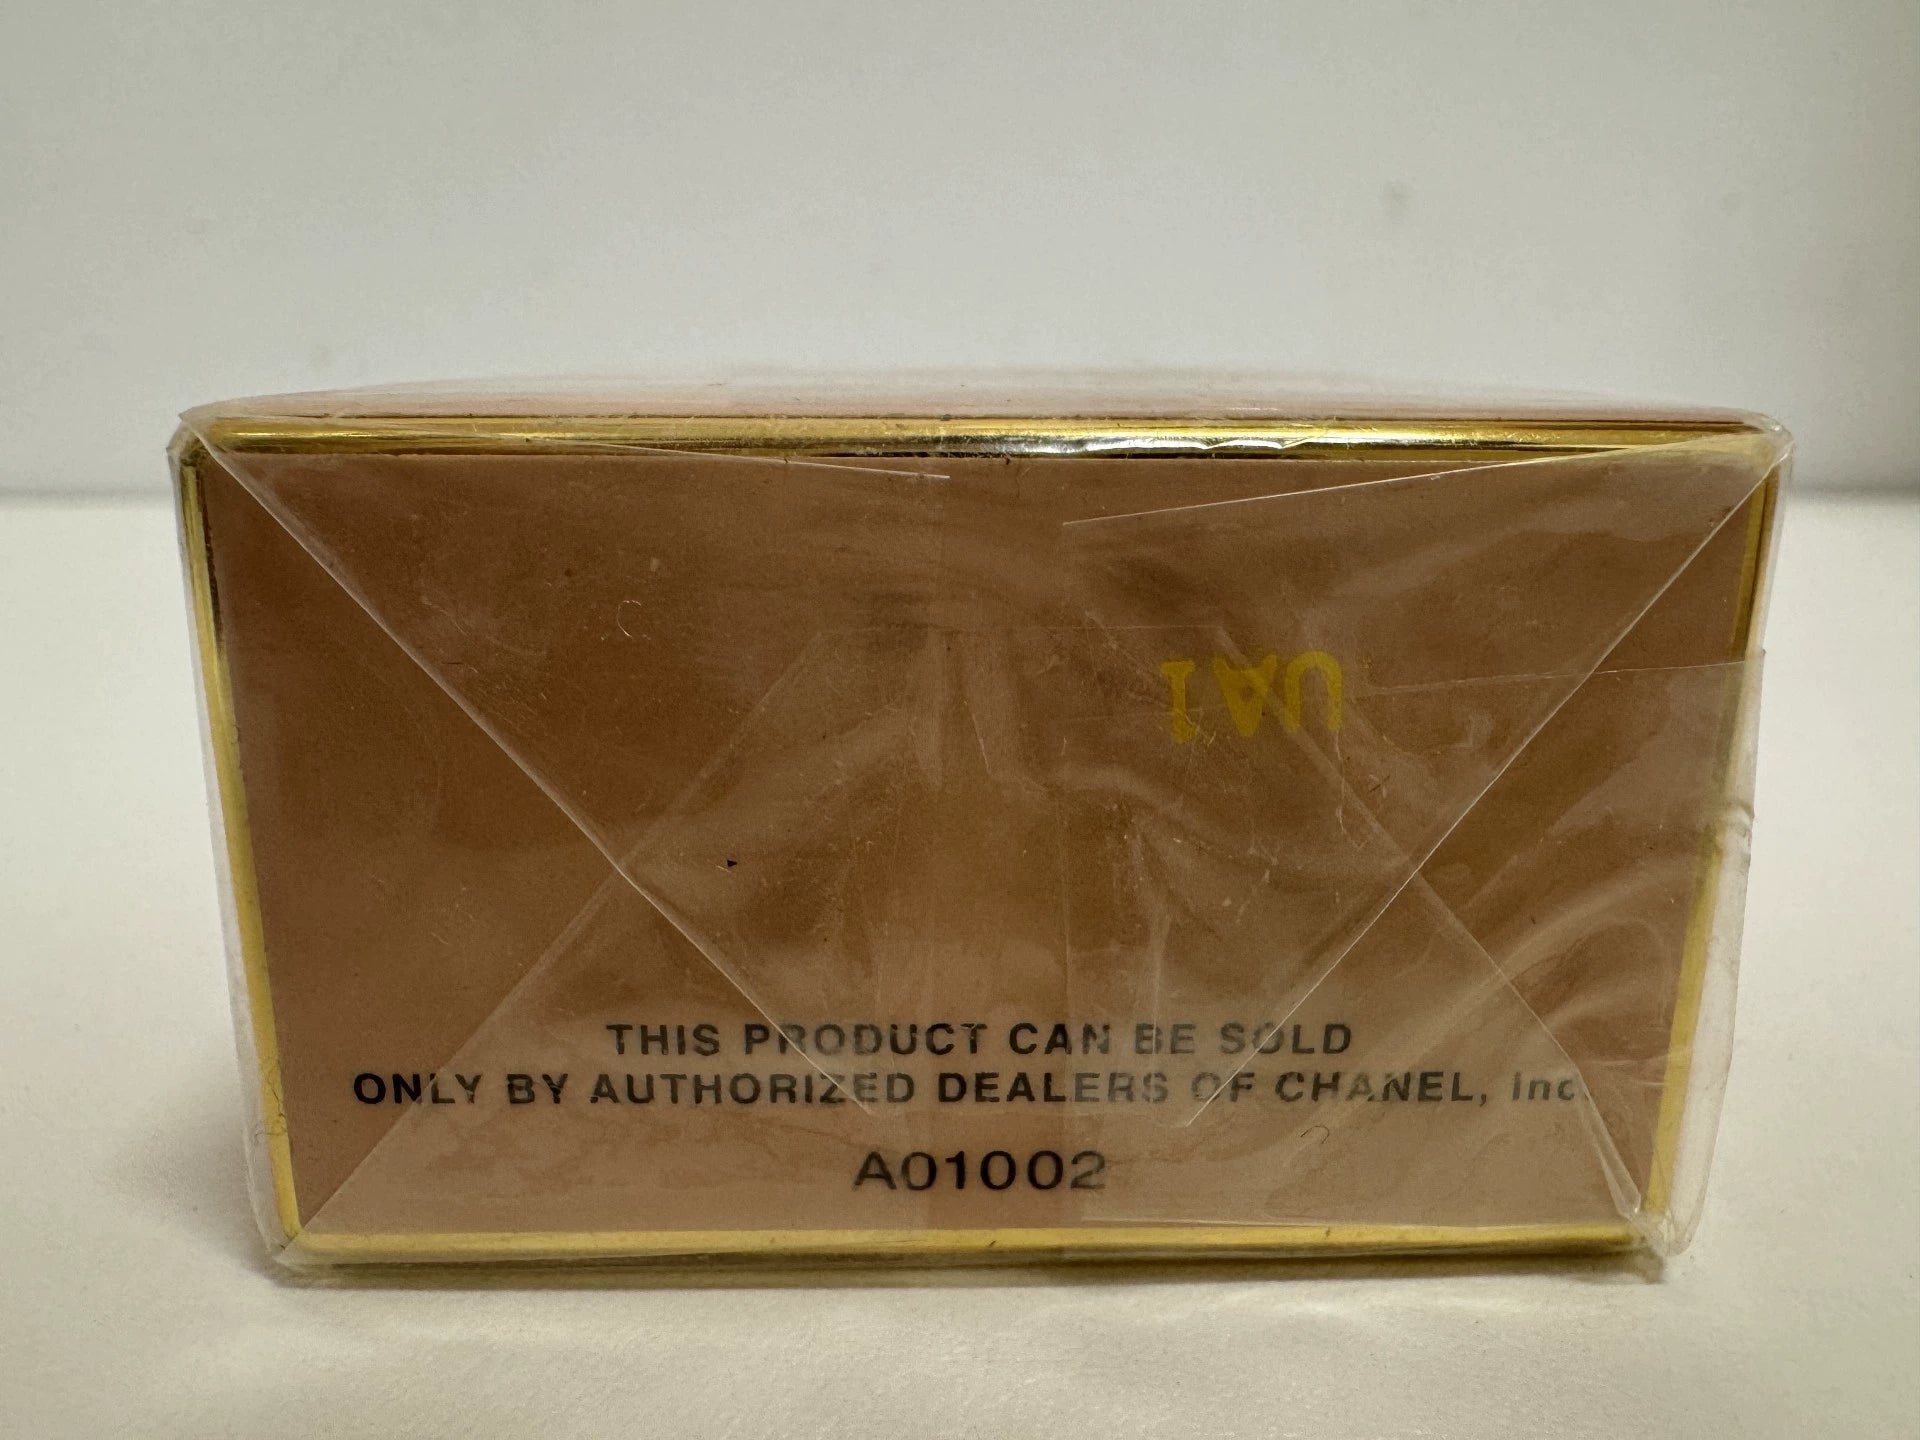 UA1
THIS PRODUCT CAN BE SOLD
ONLY BY AUTHORIZED DEALERS OF CHANEL, Inc.
A01002